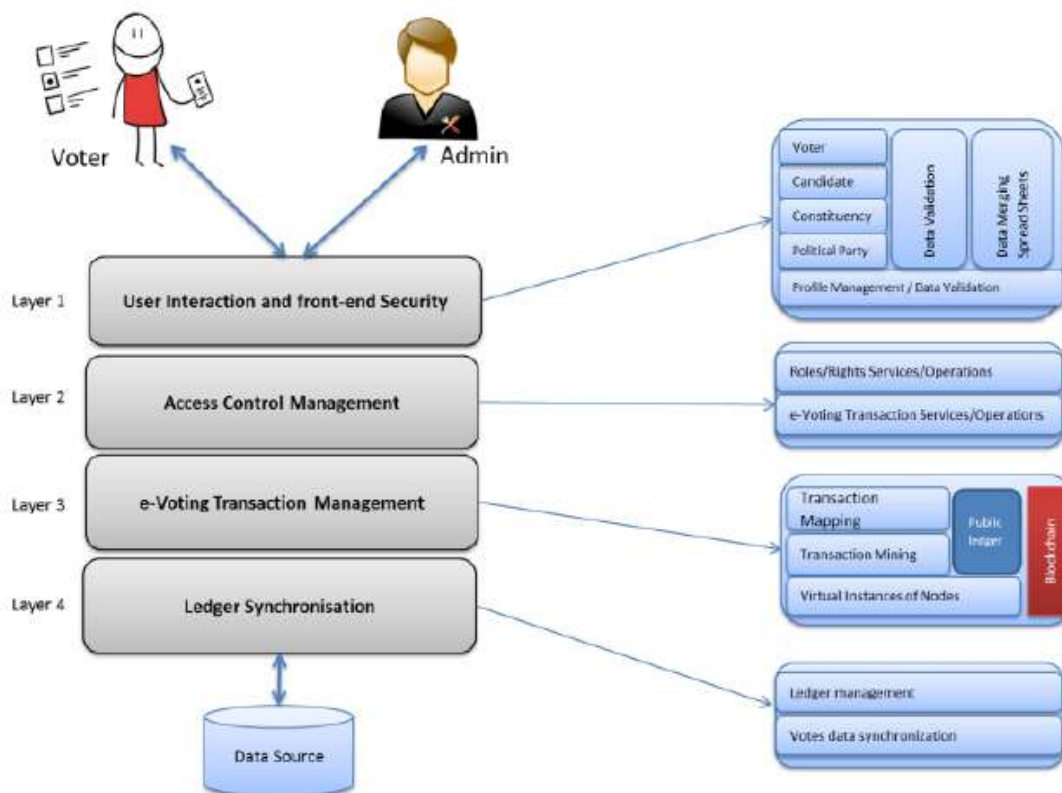 Voter
Admin
Layer 1
User Interaction and front-end Security
Layer 2
Access Control Management
Layer 3
e-Voting Transaction Management
Layer 4
Ledger Synchronisation
Data Source
Voter
Candidate
Constituency
Political Party
Data Validation
Data Merging
Spread Sheets
Profile Management / Data Validation
Roles/Rights Services/Operations
e-Voting Transaction Services/Operations
Transaction
Mapping
Transaction Mining
Virtual Instances of Nodes
Public
ledger
Blockchain
Ledger management
Votes data synchronization